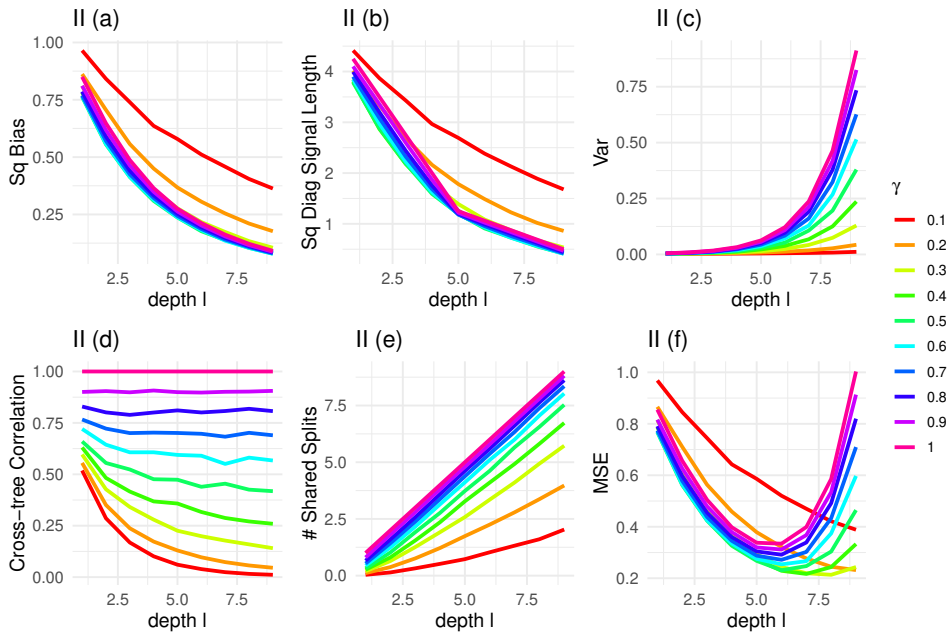 II (a)
Sq Bias
1.00
0.75
0.50
0.25
2.5
5.0
7.5
depth l
II (b)
Sq Diag Signal Length
4
3
2
1
2.5
5.0
7.5
depth l
II (c)
Var
0.75
0.50
0.25
0.00
2.5
5.0
7.5
depth l
II (d)
Cross-tree Correlation
1.00
0.75
0.50
0.25
0.00
2.5
5.0
7.5
depth l
II (e)
# Shared Splits
7.5
5.0
2.5
0.0
2.5
5.0
7.5
depth l
II (f)
MSE
1.0
0.8
0.6
0.4
0.2
2.5
5.0
7.5
depth l
γ
0.1
0.2
0.3
0.4
0.5
0.6
0.7
0.8
0.9
1